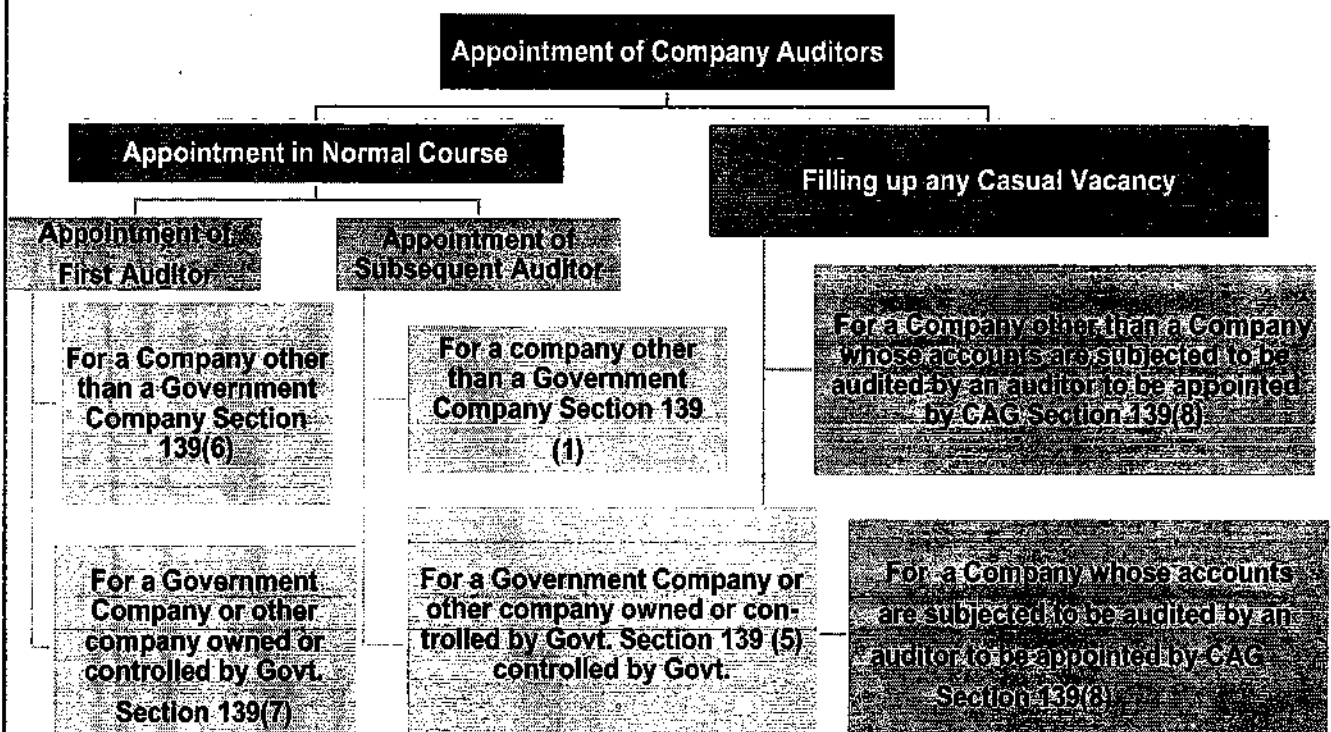 Appointment of Company Auditors
Appointment in Normal Course
Filling up any Casual Vacancy
Appointment of
First Auditor
Appointment of
Subsequent Auditor
For a Company other
than a Government
Company Section
139(6)
For a company other
than a Government
Company Section 139
(1)
For a Company other than a Company
whose accounts are subjected to be
audited by an auditor to be appointed
by CAG Section 139(8)
For a Government
Company or other
company owned or
controlled by Govt.
Section 139(7)
For a Government Company or
other company owned or con-
trolled by Govt. Section 139 (5)
controlled by Govt.
For a Company whose accounts
are subjected to be audited by an
auditor to be appointed by CAG
Section 139(8)